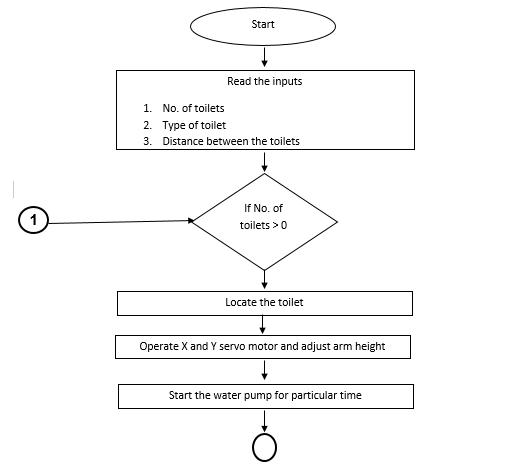 Start
Read the inputs
1. No. of toilets
2. Type of toilet
3. Distance between the toilets
1
If No. of
toilets > 0
Locate the toilet
Operate X and Y servo motor and adjust arm height
Start the water pump for particular time